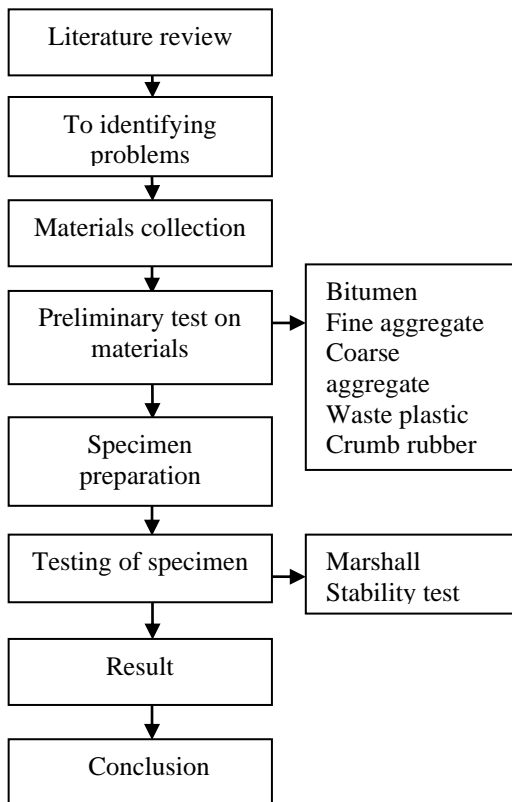 Literature review
To identifying
problems
Materials collection
Preliminary test on
materials
Bitumen
Fine aggregate
Coarse
aggregate
Waste plastic
Crumb rubber
Specimen
preparation
Testing of specimen
Marshall
Stability test
Result
Conclusion